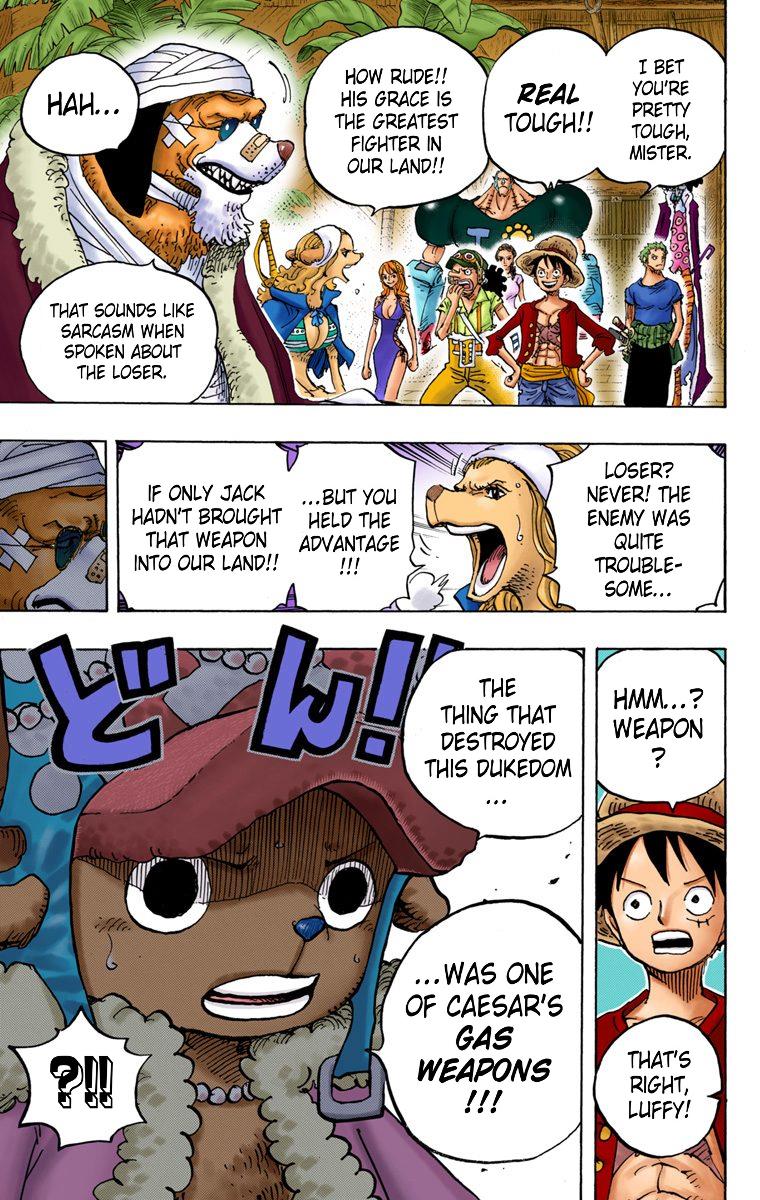 I BET
YOU'RE
PRETTY
TOUGH,
MISTER.
REAL
TOUGH!!
HOW RUDE!!
HIS GRACE IS
THE GREATEST
FIGHTER IN
OUR LAND!!
HAH...
THAT SOUNDS LIKE
SARCASM WHEN
SPOKEN ABOUT
THE LOSER.
LOSER?
NEVER! THE
ENEMY WAS
QUITE
TROUBLE-
SOME...
...BUT YOU
HELD THE
ADVANTAGE
!!!
IF ONLY JACK
HADN'T BROUGHT
THAT WEAPON
INTO OUR LAND!!
HMM...?
WEAPON
?
THAT'S
RIGHT,
LUFFY!
THE
THING THAT
DESTROYED
THIS DUKEDOM
...
どん!!
...WAS ONE
OF CAESAR'S
GAS
WEAPONS
!!!
?!!